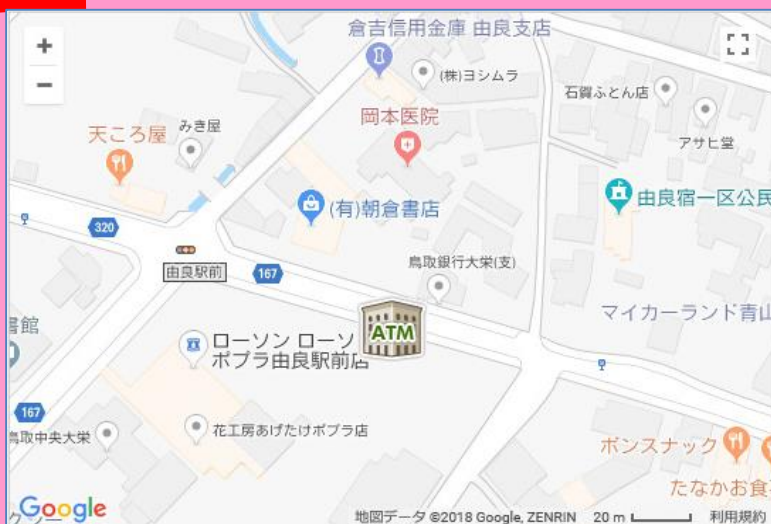 倉吉信用金庫 由良支店
(株)ヨシムラ
石賀ふとん店
岡本医院
アサヒ堂
天ころ屋
みき屋
由良宿一区公民
(有)朝倉書店
320
由良駅前
167
鳥取銀行大栄(支)
マイカーランド青山
書館
ATM
ローソン ローソ
ポプラ由良駅前店
167
鳥取中央大栄
花工房あげたけポプラ店
ボンスナック
たなかお食
Google
地図データ ©2018 Google, ZENRIN
20 m
利用規約